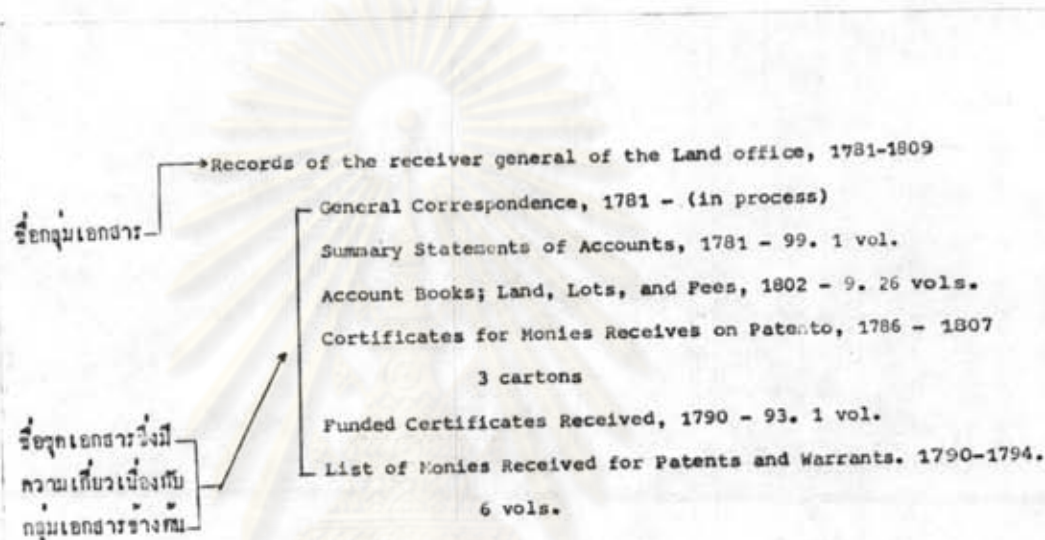 Records of the receiver general of the Land office, 1781-1809
ชื่อกลุ่มเอกสาร
General Correspondence, 1781 - (in process)
Summary Statements of Accounts, 1781 - 99. 1 vol.
Account Books; Land, Lots, and Fees, 1802 - 9. 26 vols.
Certificates for Monies Receives on Patento, 1786 - 1807
3 cartons
Funded Certificates Received, 1790 - 93. 1 vol.
List of Monies Received for Patents and Warrants. 1790-1794.
6 vols.
ชื่อชุดเอกสารซึ่งมี
ความเกี่ยวเนื่องกับ
กลุ่มเอกสารข้างต้น